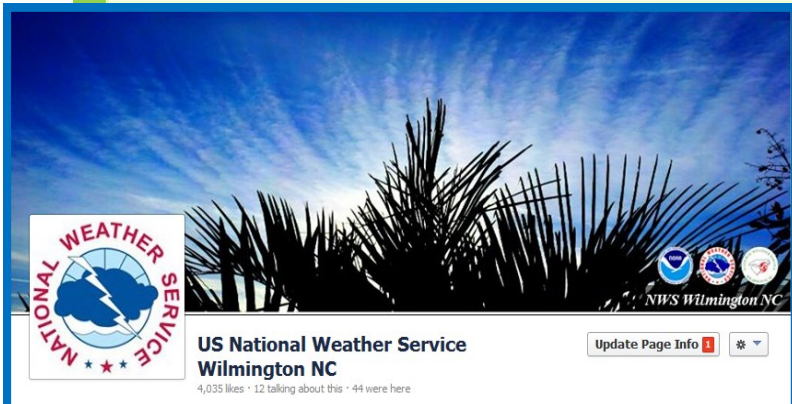 NOAA
NWS Wilmington NC
NATIONAL WEATHER SERVICE
US National Weather Service
Wilmington NC
Update Page Info 1
4,035 likes · 12 talking about this · 44 were here